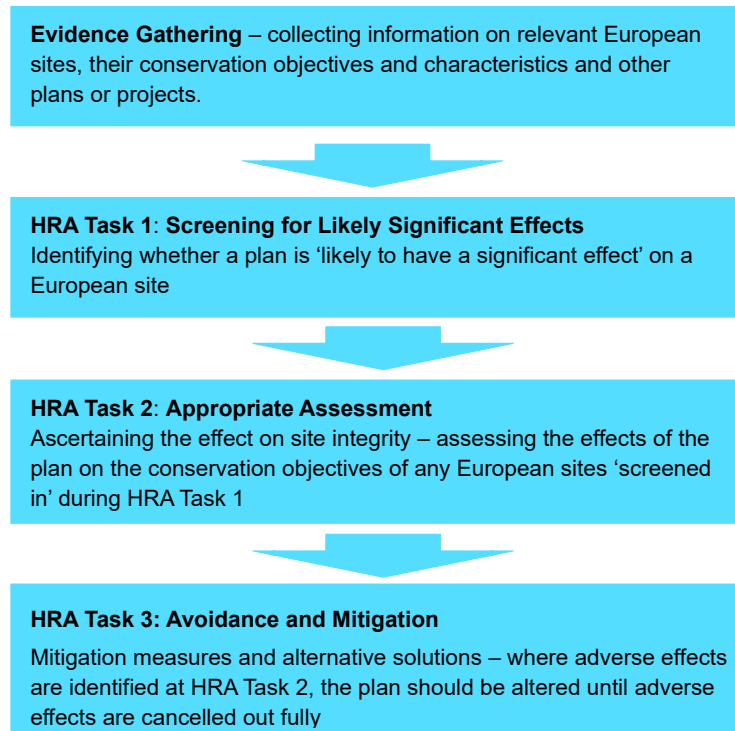 Evidence Gathering – collecting information on relevant European
sites, their conservation objectives and characteristics and other
plans or projects.
HRA Task 1: Screening for Likely Significant Effects
Identifying whether a plan is ‘likely to have a significant effect’ on a
European site
HRA Task 2: Appropriate Assessment
Ascertaining the effect on site integrity – assessing the effects of the
plan on the conservation objectives of any European sites ‘screened
in’ during HRA Task 1
HRA Task 3: Avoidance and Mitigation
Mitigation measures and alternative solutions – where adverse effects
are identified at HRA Task 2, the plan should be altered until adverse
effects are cancelled out fully